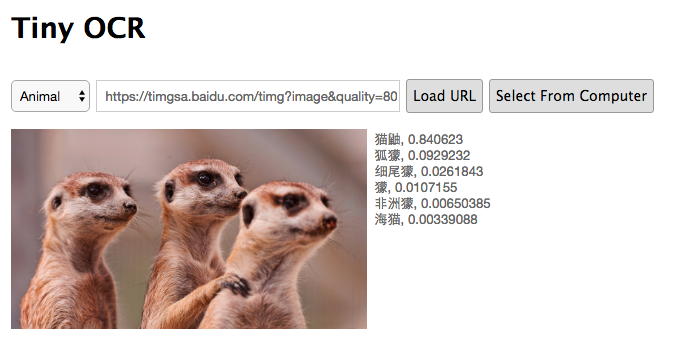 Tiny OCR
Animal https://timgsa.baidu.com/timg?image&quality=80 Load URL Select From Computer
猫鼬, 0.840623
狐獴, 0.0929232
细尾獴, 0.0261843
獴, 0.0107155
非洲獴, 0.00650385
海猫, 0.00339088